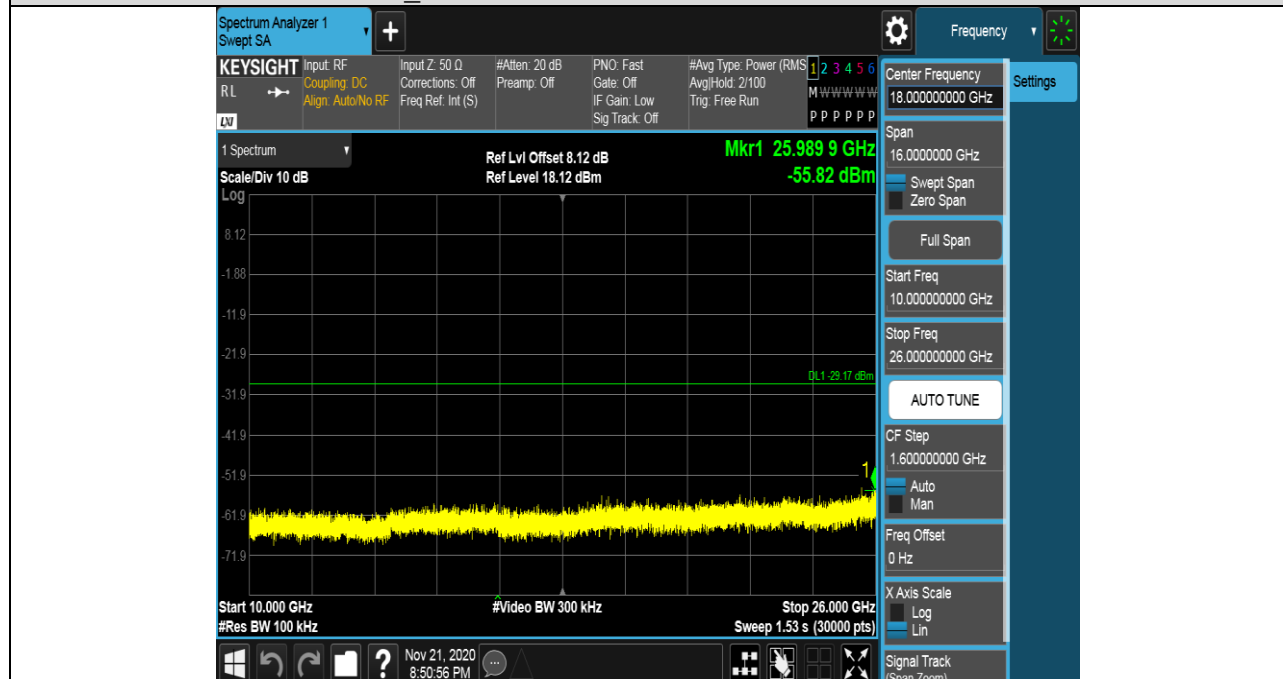 Spectrum Analyzer 1
Swept SA
+
Frequency
KEYSIGHT
RL
LXI
Input: RF
Coupling: DC
Align: Auto/No RF
Input Z: 50 Ω
Corrections: Off
Freq Ref: Int (S)
#Atten: 20 dB
Preamp: Off
PNO: Fast
Gate: Off
IF Gain: Low
Sig Track: Off
#Avg Type: Power (RMS
Avg|Hold: 2/100
Trig: Free Run
1 2 3 4 5 6
M W W W W W
P P P P P P
1 Spectrum
Scale/Div 10 dB
Log
Ref Lvl Offset 8.12 dB
Ref Level 18.12 dBm
Mkr1 25.989 9 GHz
-55.82 dBm
8.12
-1.88
-11.9
-21.9
DL1 -29.17 dBm
-31.9
-41.9
-51.9
1
-61.9
-71.9
Start 10.000 GHz
#Res BW 100 kHz
#Video BW 300 kHz
Stop 26.000 GHz
Sweep 1.53 s (30000 pts)
?
Nov 21, 2020
8:50:56 PM
Center Frequency
18.000000000 GHz
Settings
Span
16.0000000 GHz
Swept Span
Zero Span
Full Span
Start Freq
10.000000000 GHz
Stop Freq
26.000000000 GHz
AUTO TUNE
CF Step
1.600000000 GHz
Auto
Man
Freq Offset
0 Hz
X Axis Scale
Log
Lin
Signal Track
(Span Zoom)